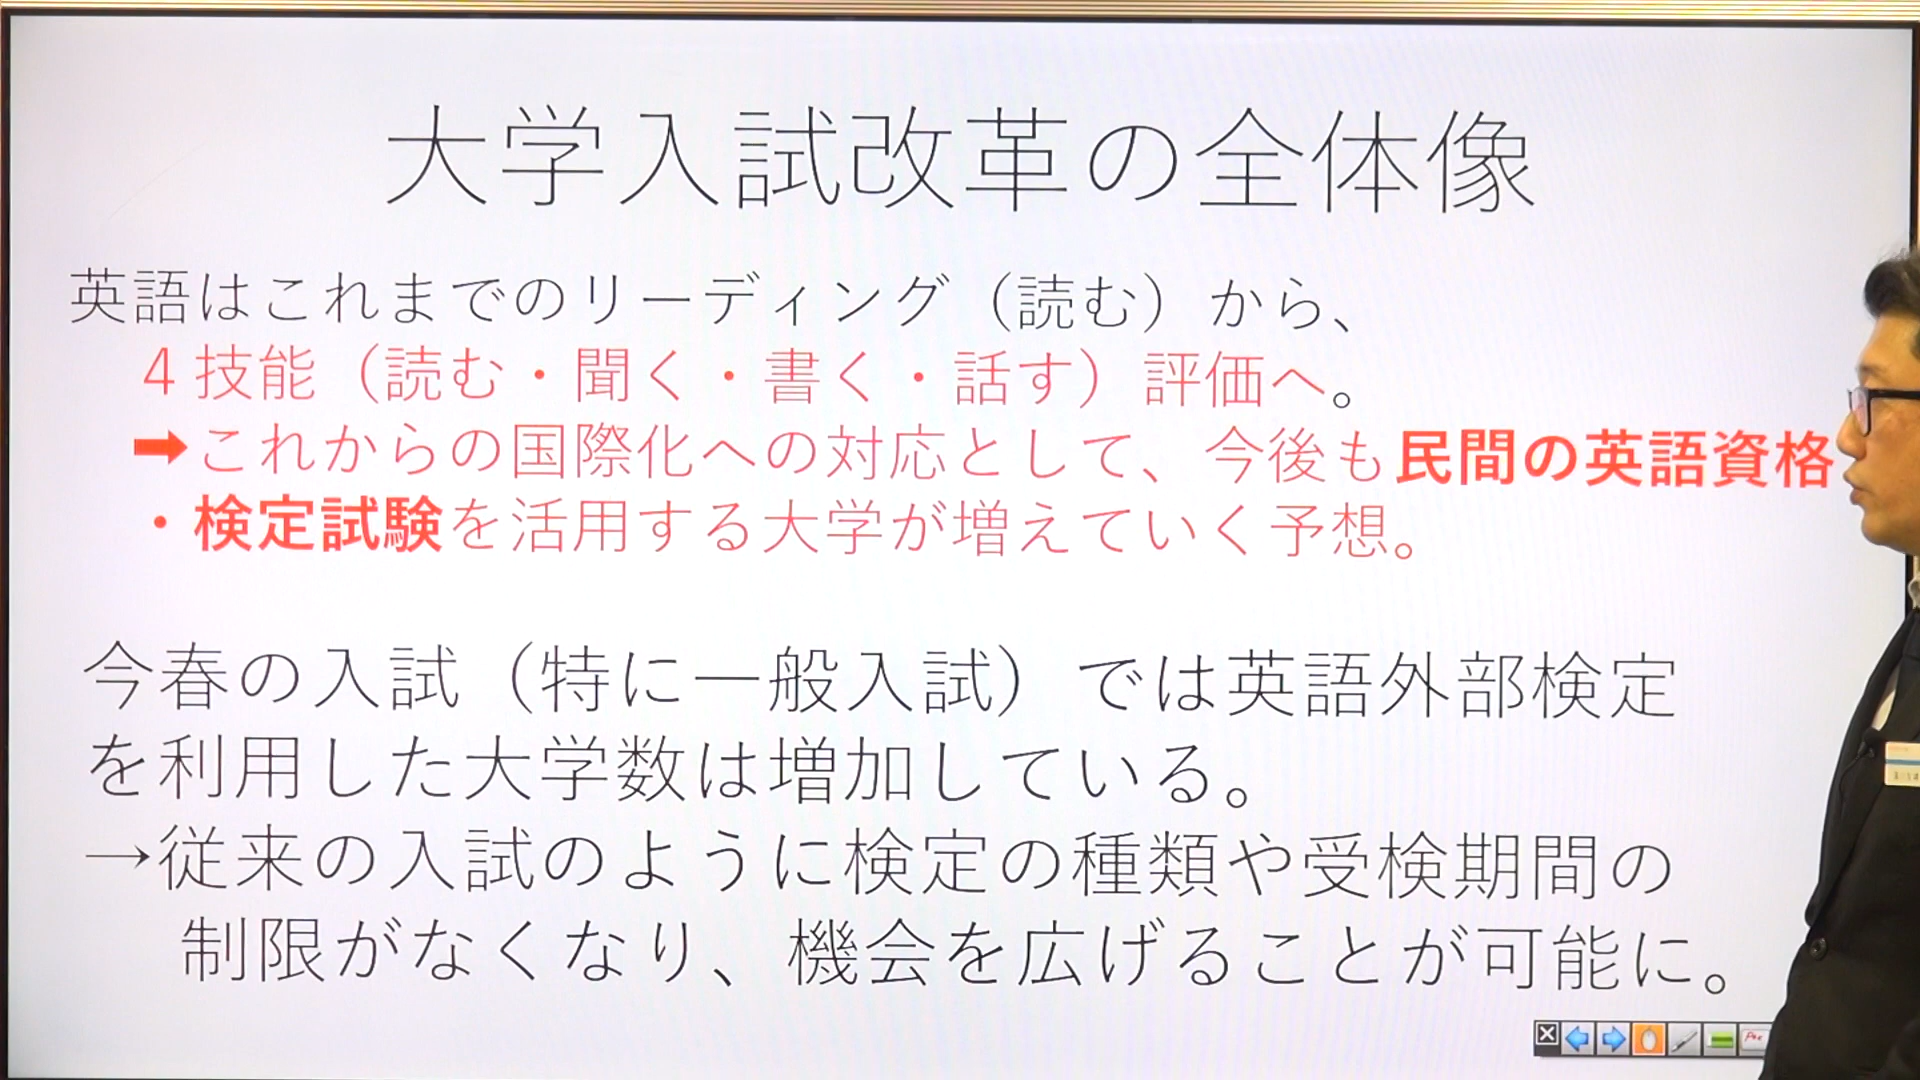 大学入試改革の全体像
英語はこれまでのリーディング（読む）から、
４技能（読む・聞く・書く・話す）評価へ。
➡これからの国際化への対応として、今後も民間の英語資格
・検定試験を活用する大学が増えていく予想。
今春の入試（特に一般入試）では英語外部検定
を利用した大学数は増加している。
→従来の入試のように検定の種類や受検期間の
制限がなくなり、機会を広げることが可能に。